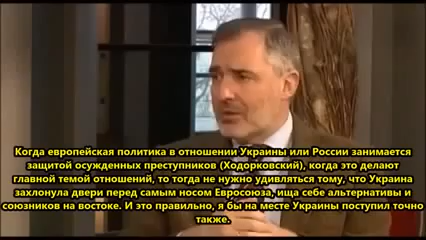 Когда европейская политика в отношении Украины или России занимается
защитой осужденных преступников (Ходорковский), когда это делают
главной темой отношений, то тогда не нужно удивляться тому, что Украина
захлонула двери перед самым носом Евросоюза, ища себе альтернативы и
союзников на востоке. И это правильно, я бы на месте Украины поступил точно
также.